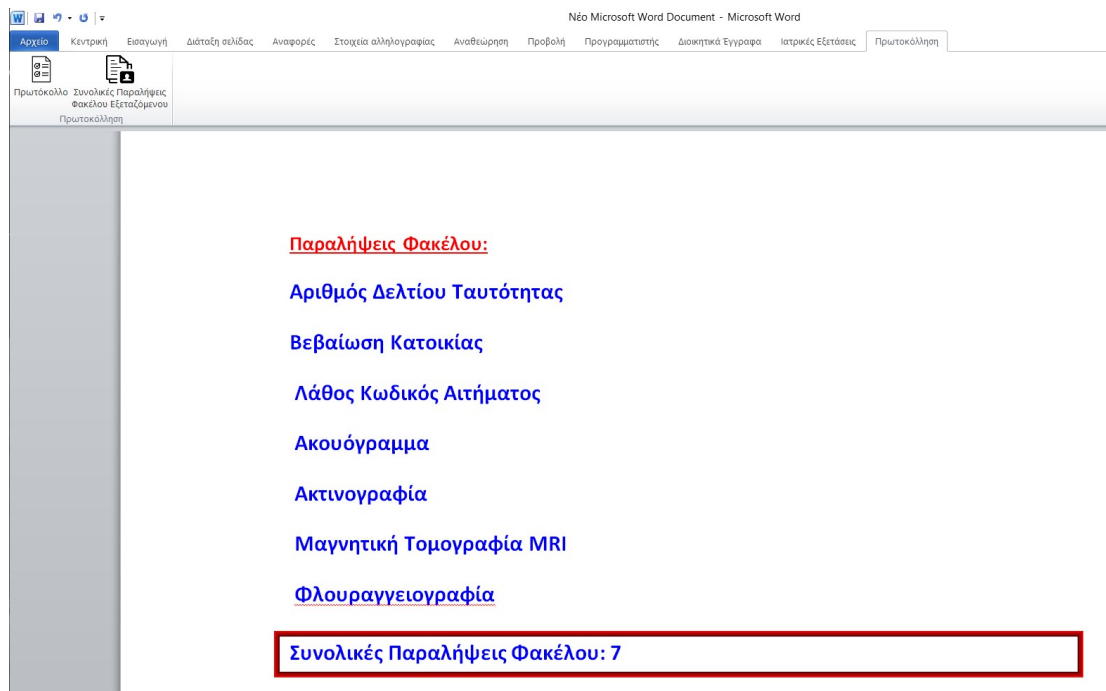 Νέο Microsoft Word Document - Microsoft Word
Αρχείο Κεντρική Εισαγωγή Διάταξη σελίδας Αναφορές Στοιχεία αλληλογραφίας Αναθεώρηση Προβολή Προγραμματιστής Διοικητικά Έγγραφα Ιατρικές Εξετάσεις Πρωτοκόλληση
Πρωτόκολλο Συνολικές Παραλήψεις
Φακέλου Εξεταζόμενου
Πρωτοκόλληση
Παραλήψεις Φακέλου:
Αριθμός Δελτίου Ταυτότητας
Βεβαίωση Κατοικίας
Λάθος Κωδικός Αιτήματος
Ακουόγραμμα
Ακτινογραφία
Μαγνητική Τομογραφία MRI
Φλουραγγειογραφία
Συνολικές Παραλήψεις Φακέλου: 7